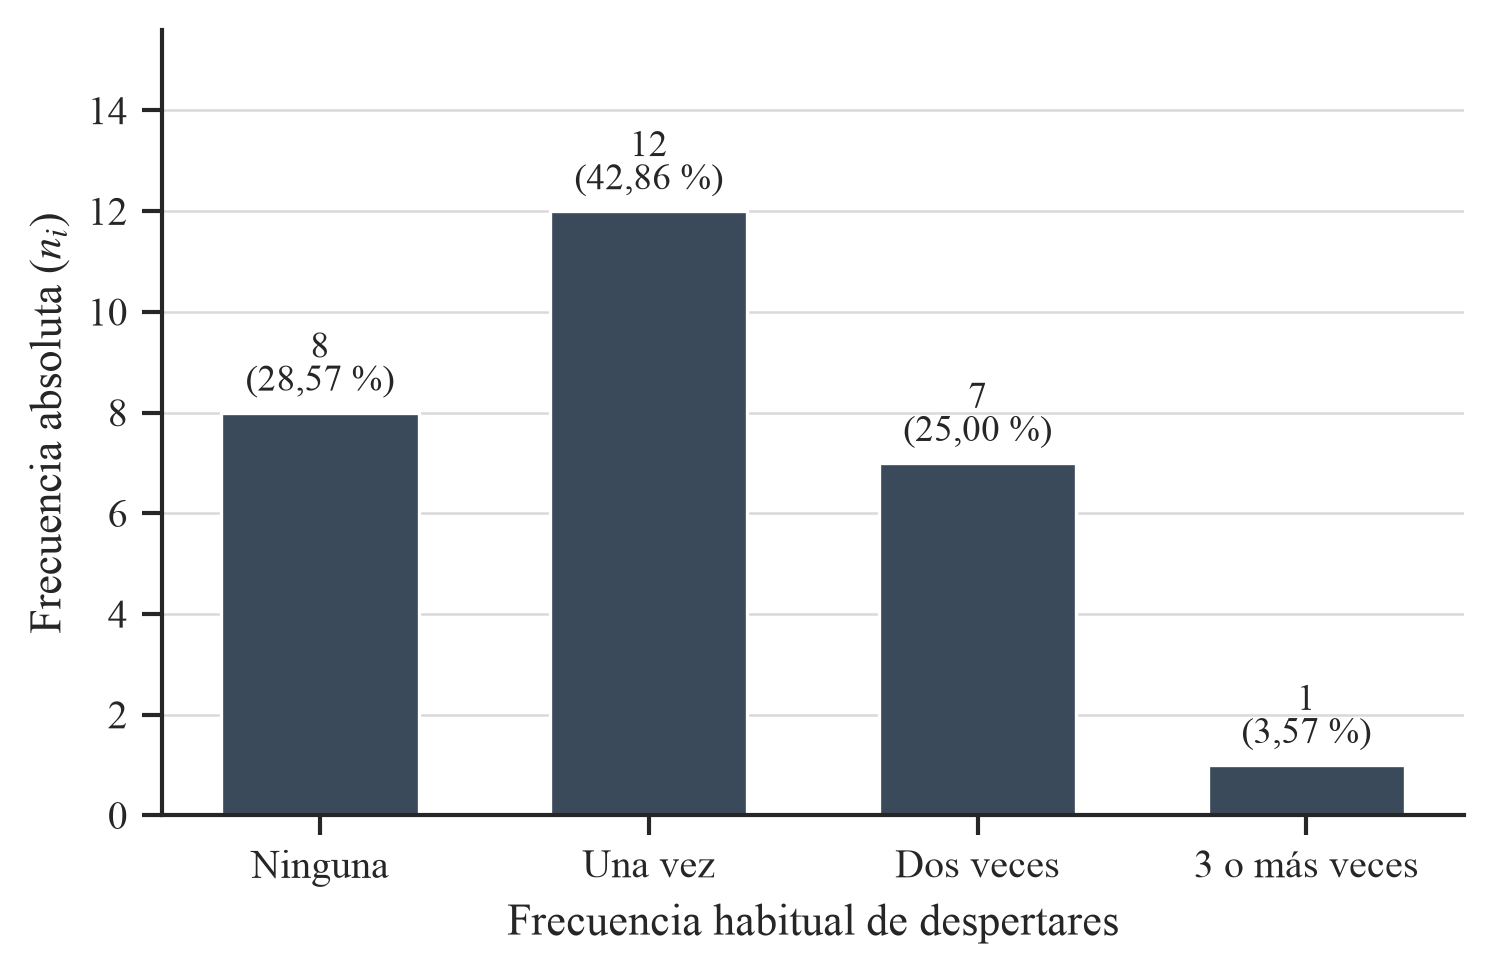 Frecuencia absoluta (nᵢ)
14
12
10
8
6
4
2
0
8
(28,57 %)
12
(42,86 %)
7
(25,00 %)
1
(3,57 %)
Ninguna
Una vez
Dos veces
3 o más veces
Frecuencia habitual de despertares